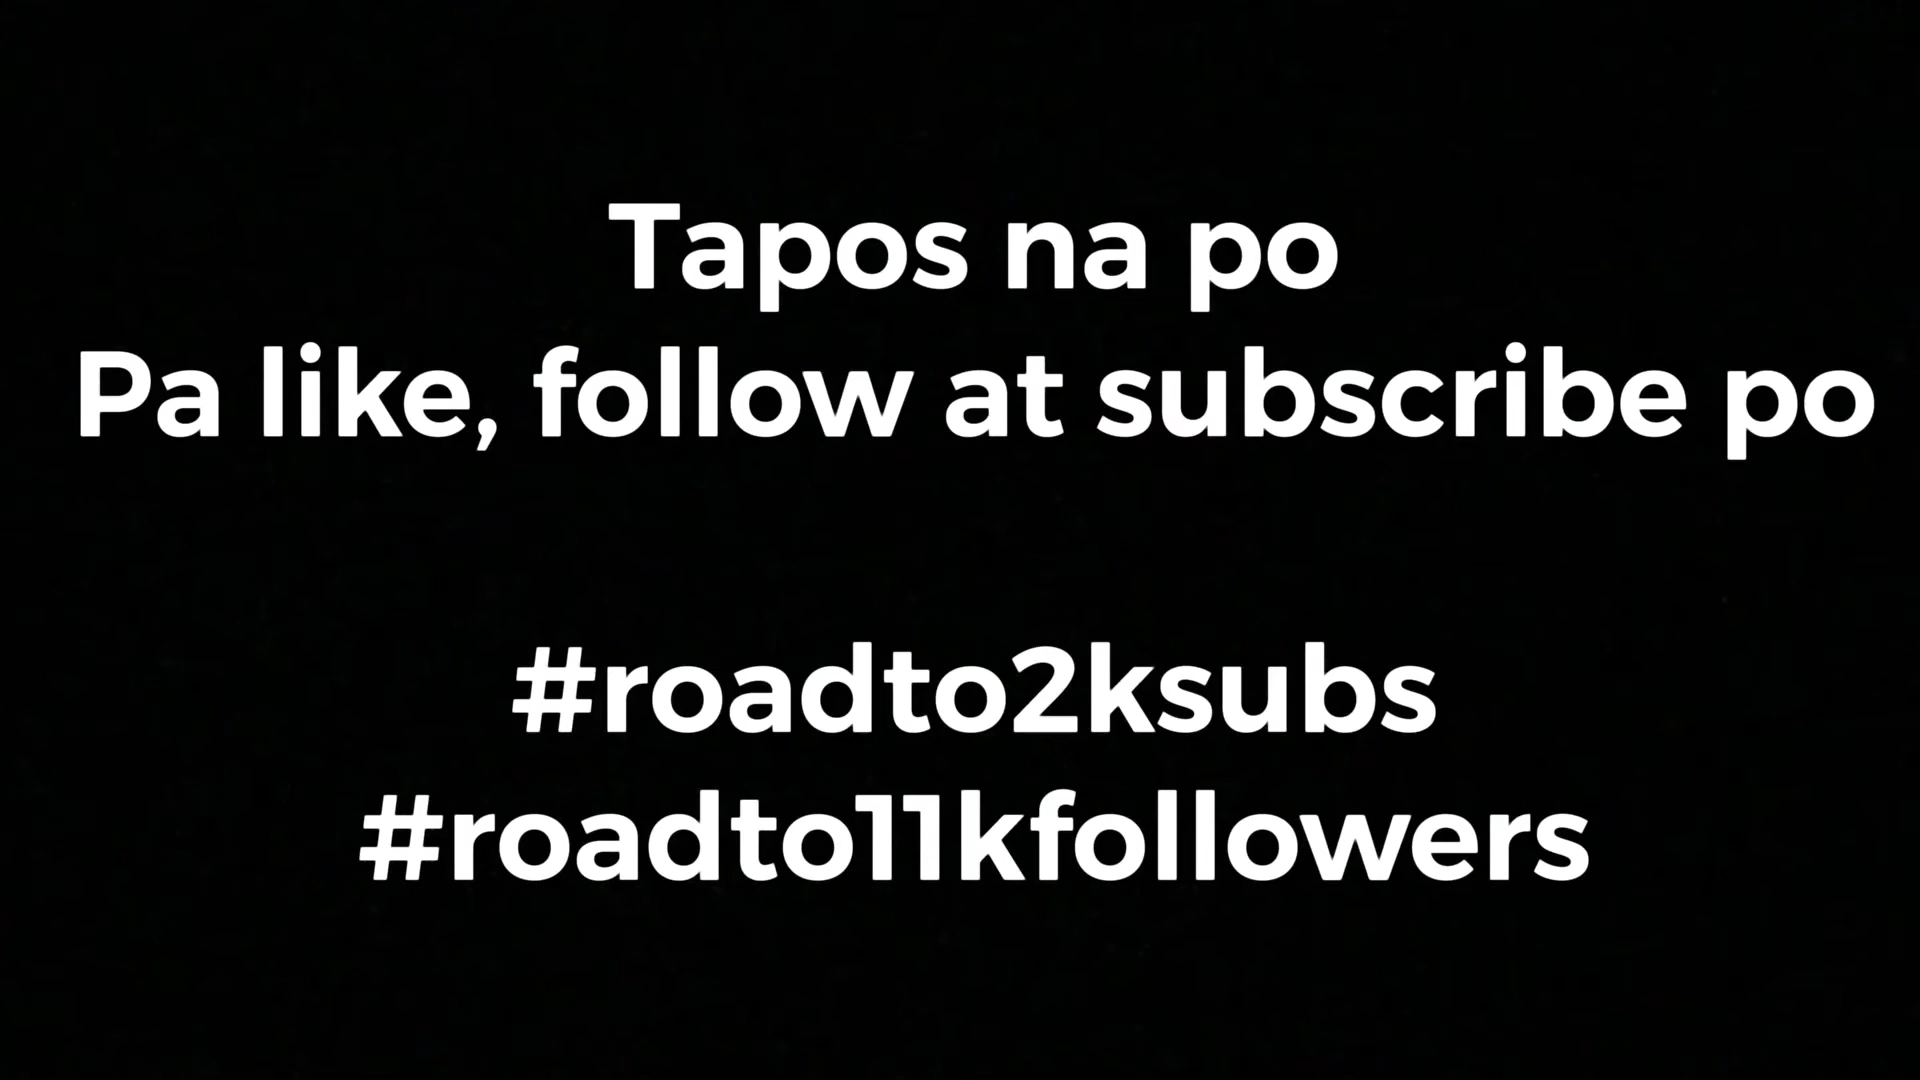 Tapos na po
Pa like, follow at subscribe po
#roadto2ksubs
#roadto11kfollowers